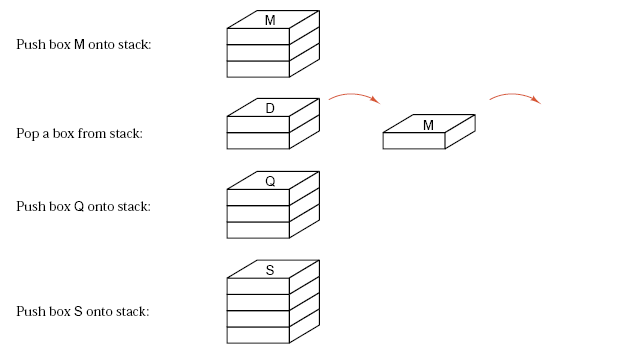 M
Push box M onto stack:
D
M
Pop a box from stack:
Q
Push box Q onto stack:
S
Push box S onto stack: